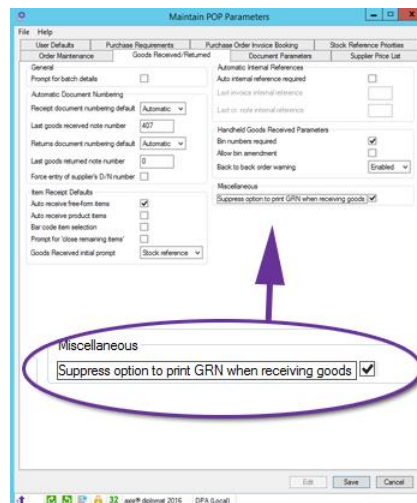 Maintain POP Parameters
File Help
User Defaults Purchase Requirements Purchase Order Invoice Booking Stock Reference Priorities
Order Maintenance Goods Received/Returned Document Parameters Supplier Price List
General
Prompt for batch details
Automatic Document Numbering
Receipt document numbering default Automatic
Last goods received note number 407
Returns document numbering default Automatic
Last goods returned note number 0
Force entry of supplier's D/N number
Item Receipt Defaults
Auto receive free-form items
Auto receive product items
Bar code item selection
Prompt for 'close remaining items'
Goods Received initial prompt Stock reference
Automatic Internal References
Auto internal reference required
Last invoice internal reference
Last cr. note internal reference
Handheld Goods Received Parameters
Bin numbers required
Allow bin amendment
Back to back order warning Enabled
Miscellaneous
Suppress option to print GRN when receiving goods
Miscellaneous
Suppress option to print GRN when receiving goods
Edit Save Cancel
32 axis diplomat 2016 DPA (Local)